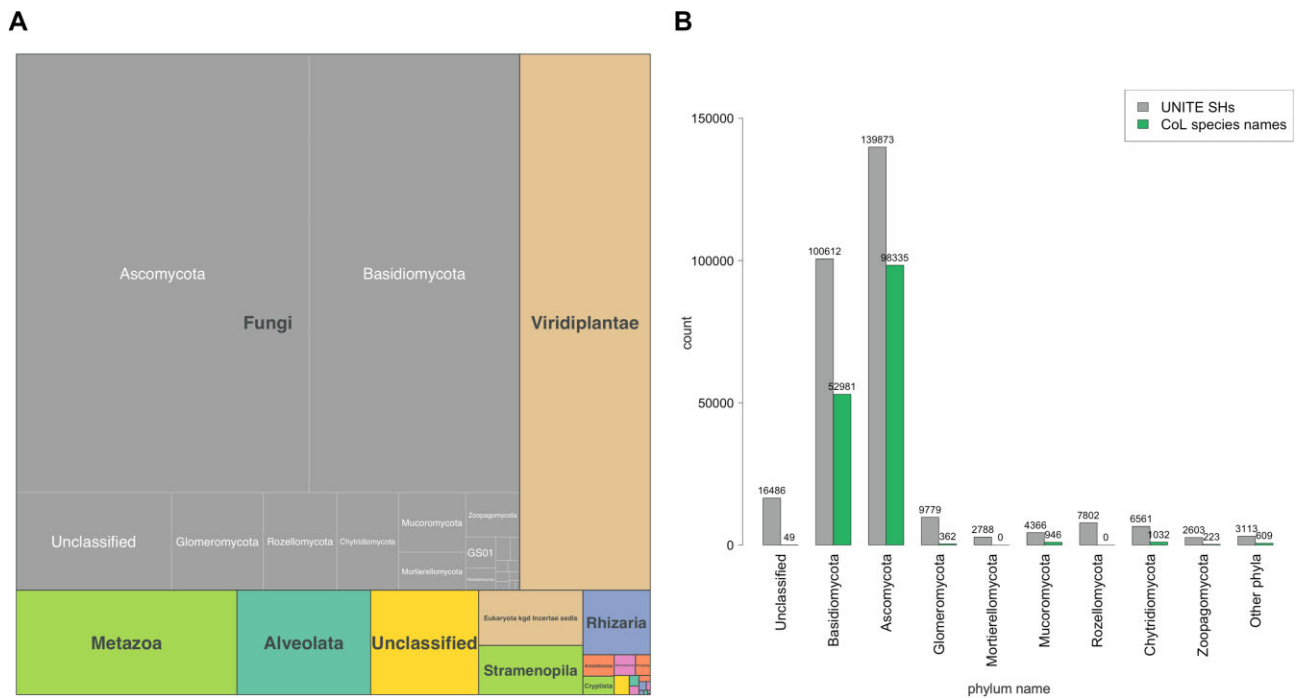 A
Ascomycota
Basidiomycota
Fungi
Viridiplantae
Unclassified
Glomeromycota
Rozellomycota
Chytridiomycota
Mucoromycota
Mortierellomycota
Zoopagomycota
GS01
Metazoa
Alveolata
Unclassified
Eukaryota kgd Incertae sedis
Stramenopila
Rhizaria
Cryptista
B
UNITE SHs
CoL species names
count
150000
100000
50000
0
16486
49
100612
52981
139873
98335
9779
362
2788
0
4366
946
7802
0
6561
1032
2603
223
3113
609
Unclassified
Basidiomycota
Ascomycota
Glomeromycota
Mortierellomycota
Mucoromycota
Rozellomycota
Chytridiomycota
Zoopagomycota
Other phyla
phylum name